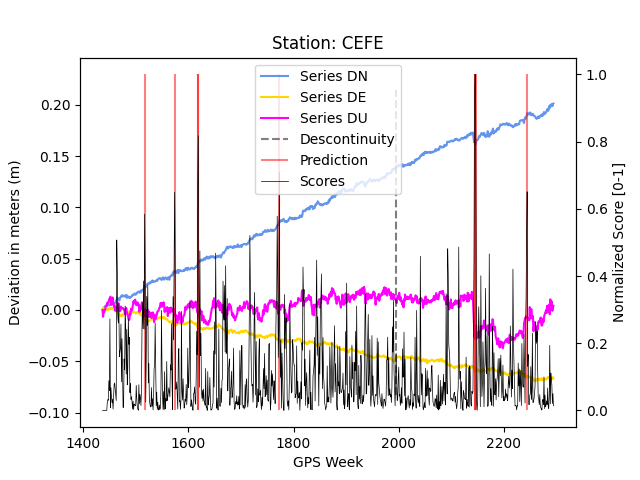 Station: CEFE
Series DN
Series DE
Series DU
Descontinuity
Prediction
Scores
Deviation in meters (m)
0.20
0.15
0.10
0.05
0.00
−0.05
−0.10
1.0
0.8
0.6
0.4
0.2
0.0
Normalized Score [0-1]
1400
1600
1800
2000
2200
GPS Week